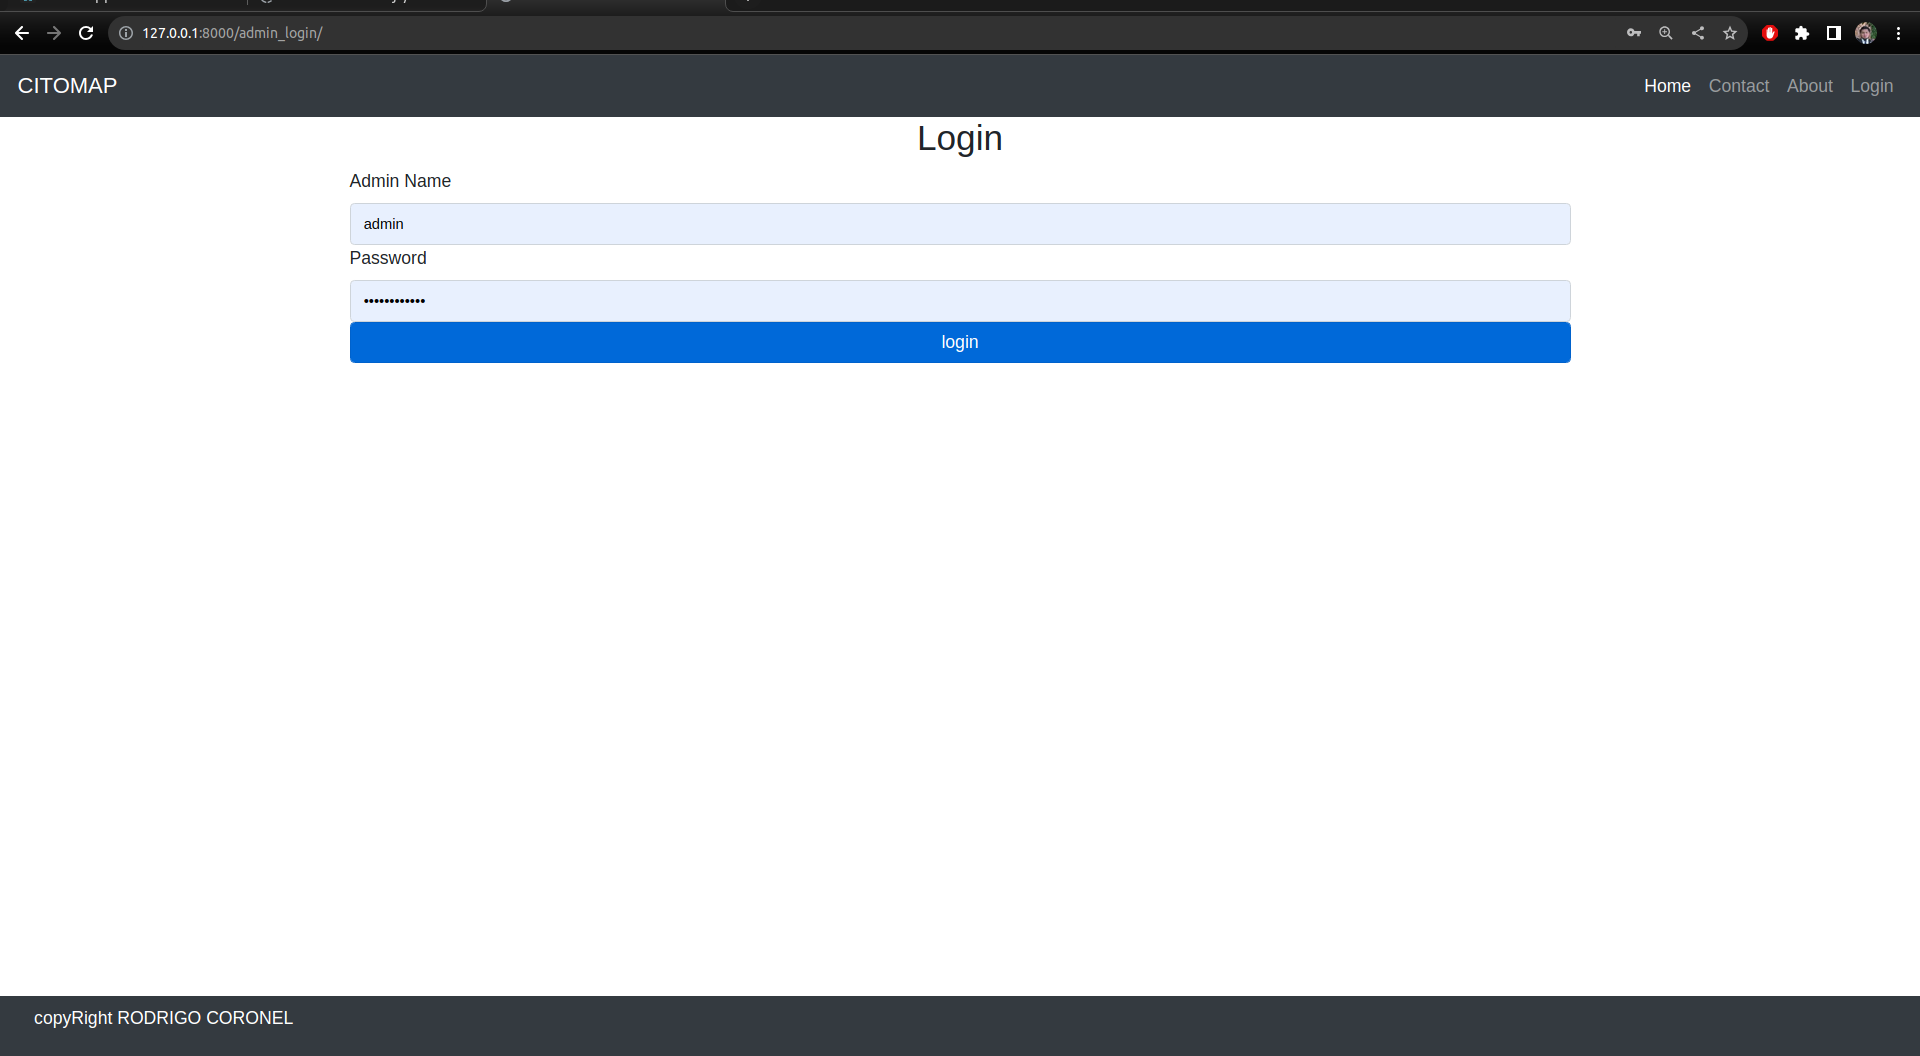 127.0.0.1:8000/admin_login/
CITOMAP
Home Contact About Login
Login
Admin Name
admin
Password
••••••••••••
login
copyRight RODRIGO CORONEL